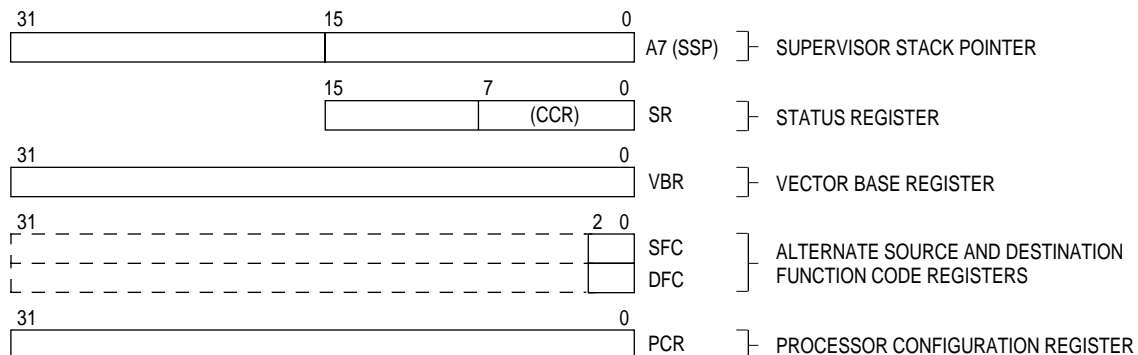 31 15 0
A7 (SSP) SUPERVISOR STACK POINTER
15 7 0
(CCR) SR STATUS REGISTER
31 0
VBR VECTOR BASE REGISTER
31 2 0
SFC ALTERNATE SOURCE AND DESTINATION
DFC FUNCTION CODE REGISTERS
31 0
PCR PROCESSOR CONFIGURATION REGISTER